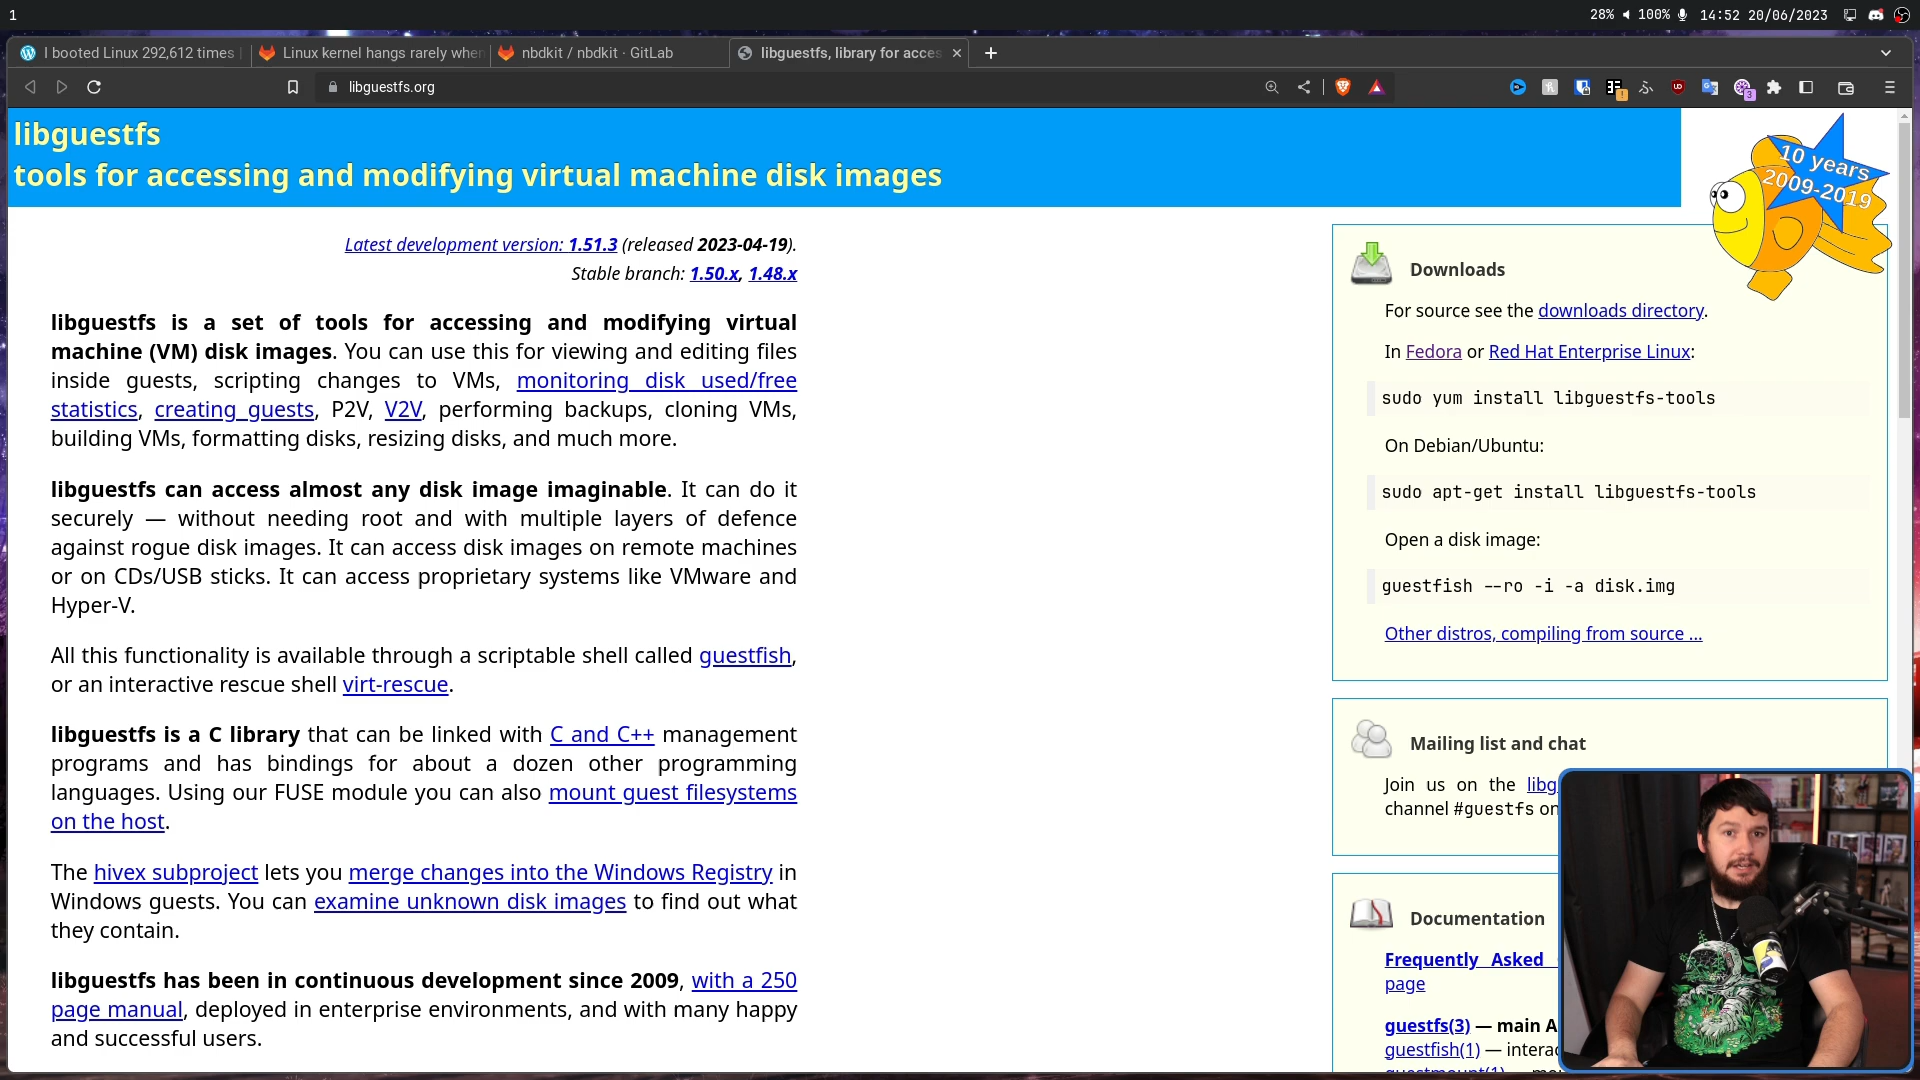 1
28% 100% 14:52 20/06/2023
I booted Linux 292,612 times
Linux kernel hangs rarely when
nbdkit / nbdkit · GitLab
libguestfs, library for acces
libguestfs.org
libguestfs
tools for accessing and modifying virtual machine disk images
10 years
2009-2019
Latest development version: 1.51.3 (released 2023-04-19).
Stable branch: 1.50.x, 1.48.x
libguestfs is a set of tools for accessing and modifying virtual
machine (VM) disk images. You can use this for viewing and editing files
inside guests, scripting changes to VMs, monitoring disk used/free
statistics, creating guests, P2V, V2V, performing backups, cloning VMs,
building VMs, formatting disks, resizing disks, and much more.
libguestfs can access almost any disk image imaginable. It can do it
securely — without needing root and with multiple layers of defence
against rogue disk images. It can access disk images on remote machines
or on CDs/USB sticks. It can access proprietary systems like VMware and
Hyper-V.
All this functionality is available through a scriptable shell called guestfish,
or an interactive rescue shell virt-rescue.
libguestfs is a C library that can be linked with C and C++ management
programs and has bindings for about a dozen other programming
languages. Using our FUSE module you can also mount guest filesystems
on the host.
The hivex subproject lets you merge changes into the Windows Registry in
Windows guests. You can examine unknown disk images to find out what
they contain.
libguestfs has been in continuous development since 2009, with a 250
page manual, deployed in enterprise environments, and with many happy
and successful users.
Downloads
For source see the downloads directory.
In Fedora or Red Hat Enterprise Linux:
sudo yum install libguestfs-tools
On Debian/Ubuntu:
sudo apt-get install libguestfs-tools
Open a disk image:
guestfish --ro -i -a disk.img
Other distros, compiling from source ...
Mailing list and chat
Join us on the libg
channel #guestfs on
Documentation
Frequently Asked
page
guestfs(3) — main A
guestfish(1) — interac